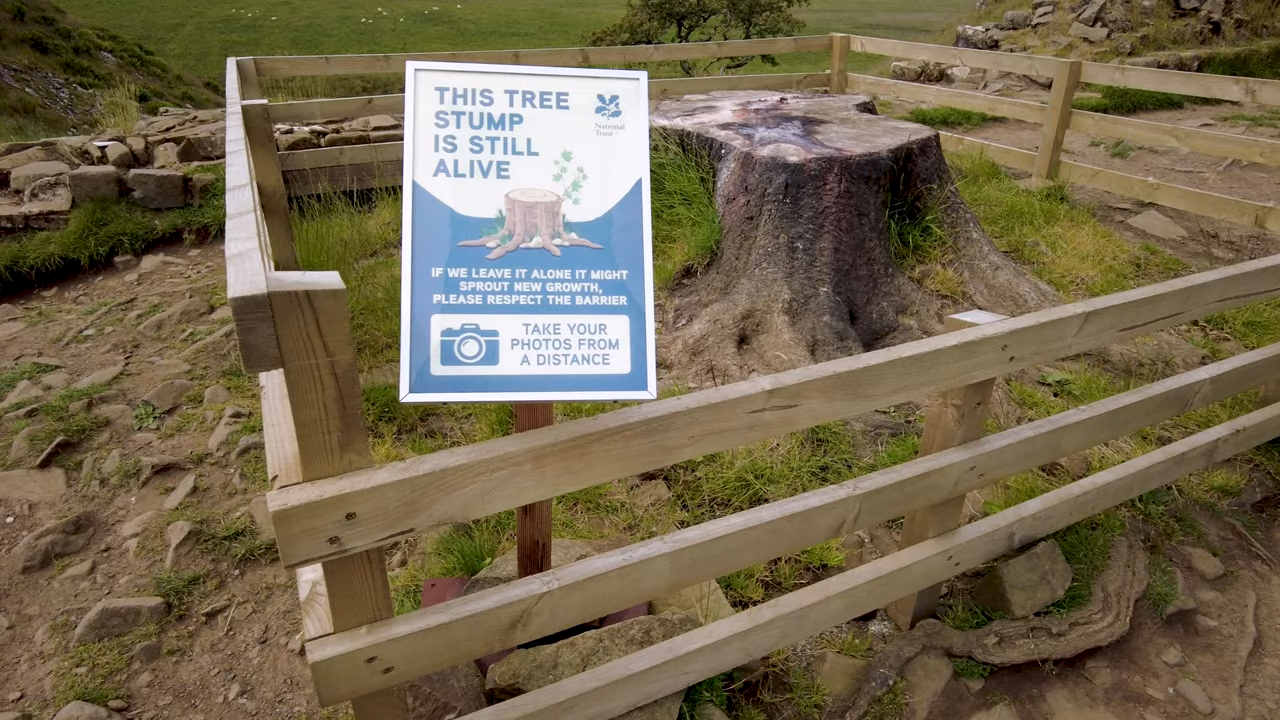 THIS TREE
STUMP
IS STILL
ALIVE
National
Trust
IF WE LEAVE IT ALONE IT MIGHT
SPROUT NEW GROWTH,
PLEASE RESPECT THE BARRIER
TAKE YOUR
PHOTOS FROM
A DISTANCE